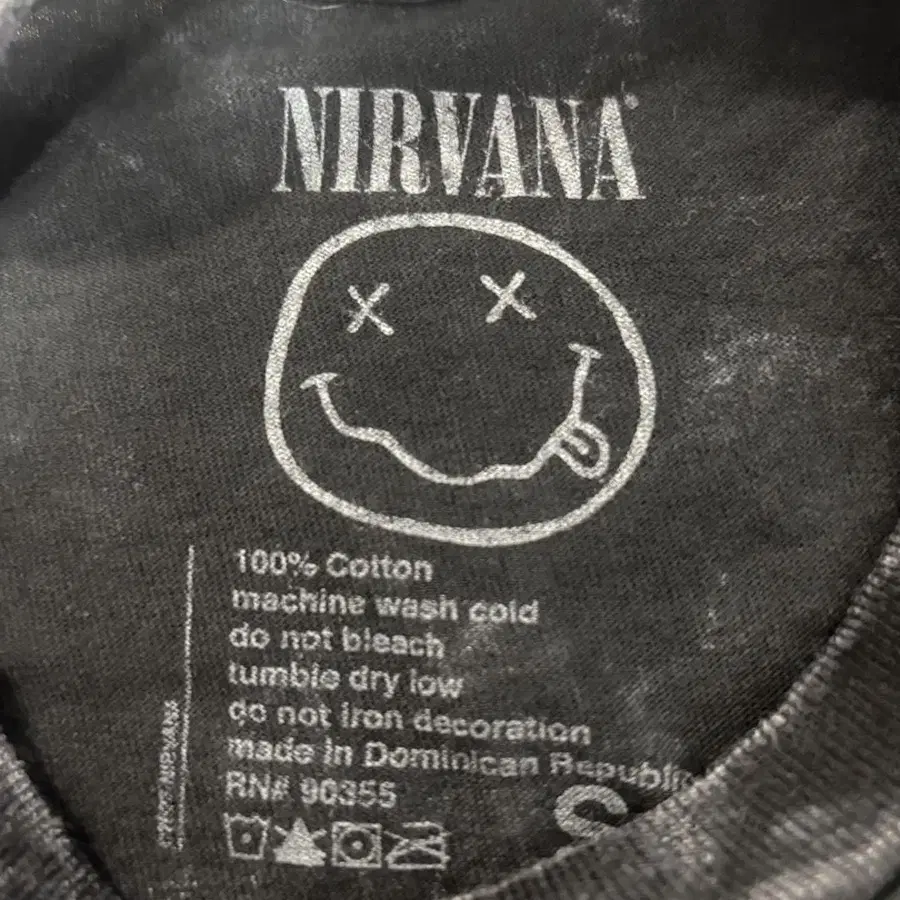 NIRVANA®
100% Cotton
machine wash cold
do not bleach
tumble dry low
do not iron decoration
made in Dominican Republic
RN# 90355
S